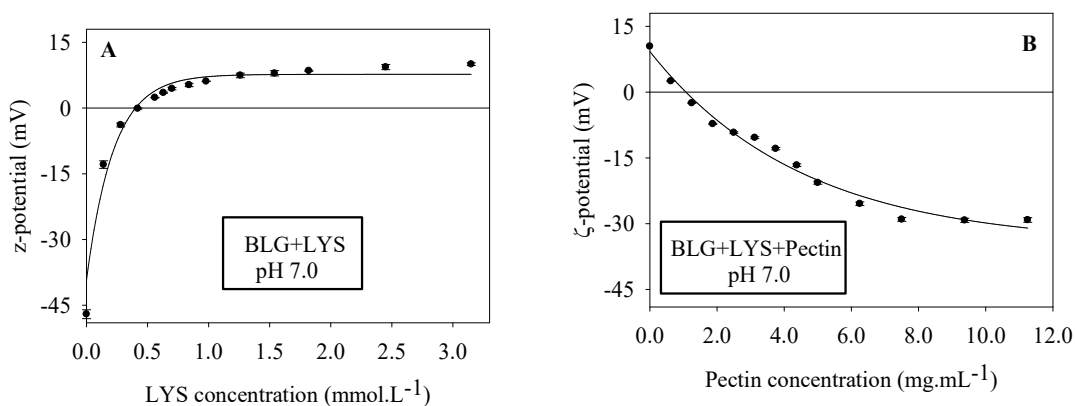 A
z-potential (mV)
15
0
-15
-30
-45
BLG+LYS
pH 7.0
0.0 0.5 1.0 1.5 2.0 2.5 3.0
LYS concentration (mmol.L-1)
B
ζ-potential (mV)
15
0
-15
-30
-45
BLG+LYS+Pectin
pH 7.0
0.0 2.0 4.0 6.0 8.0 10.0 12.0
Pectin concentration (mg.mL-1)